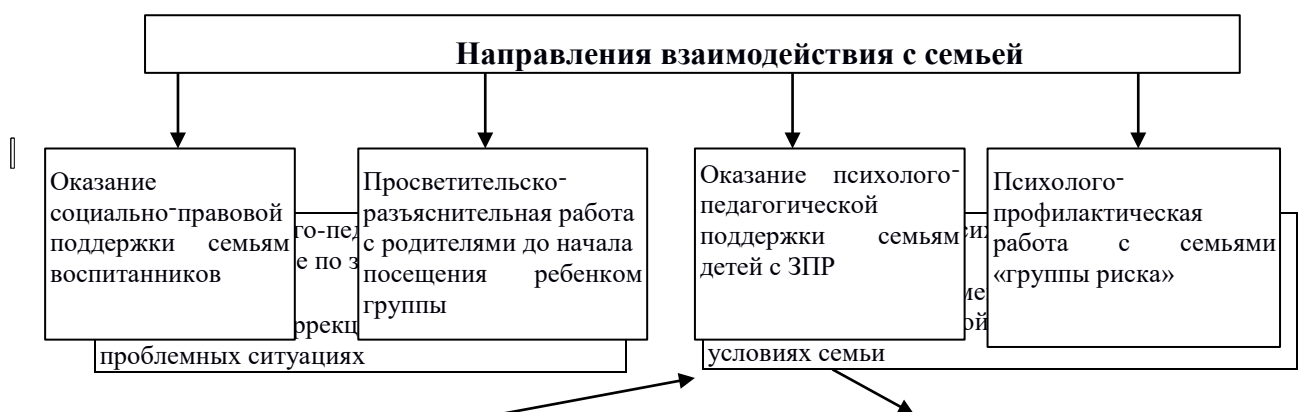 Направления взаимодействия с семьей
Оказание
социально-правовой
поддержки семьям
воспитанников
Просветительско-
разъяснительная работа
с родителями до начала
посещения ребенком
группы
Оказание психолого-
педагогической
поддержки семьям
детей с ЗПР
Психолого-
профилактическая
работа с семьями
«группы риска»
проблемных ситуациях
условиях семьи